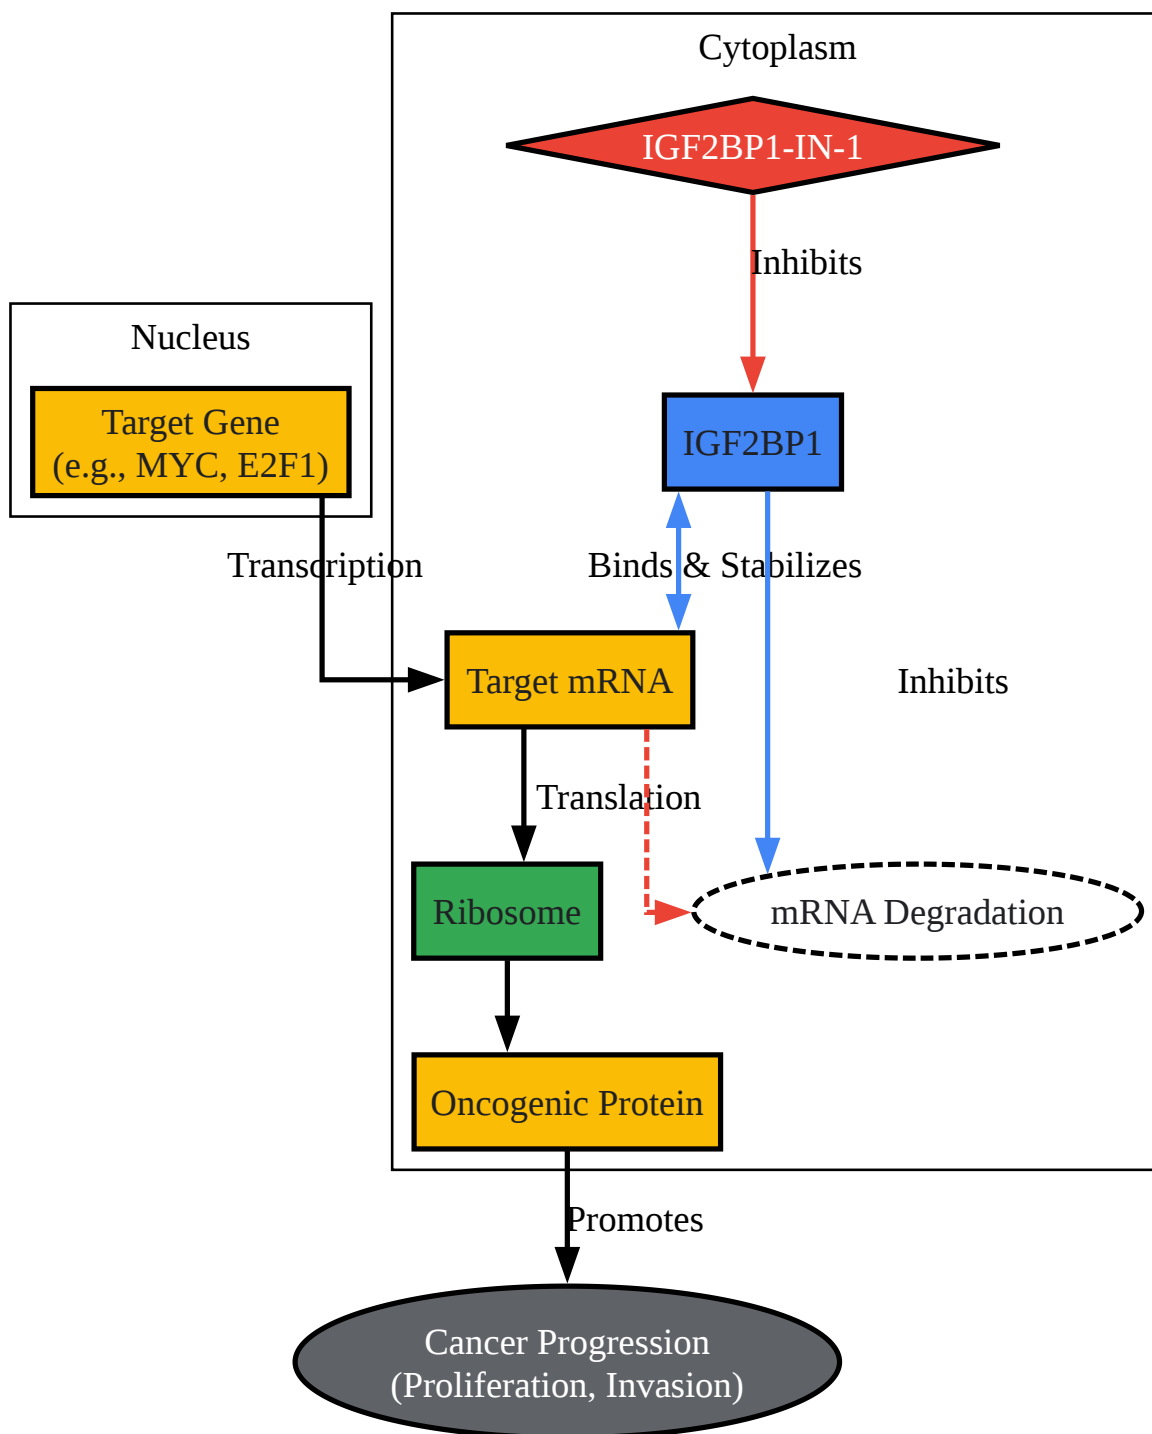 Cytoplasm
IGF2BP1-IN-1
Inhibits
Nucleus
Target Gene
(e.g., MYC, E2F1)
IGF2BP1
Transcription
Binds & Stabilizes
Target mRNA
Inhibits
Translation
Ribosome
mRNA Degradation
Oncogenic Protein
Promotes
Cancer Progression
(Proliferation, Invasion)